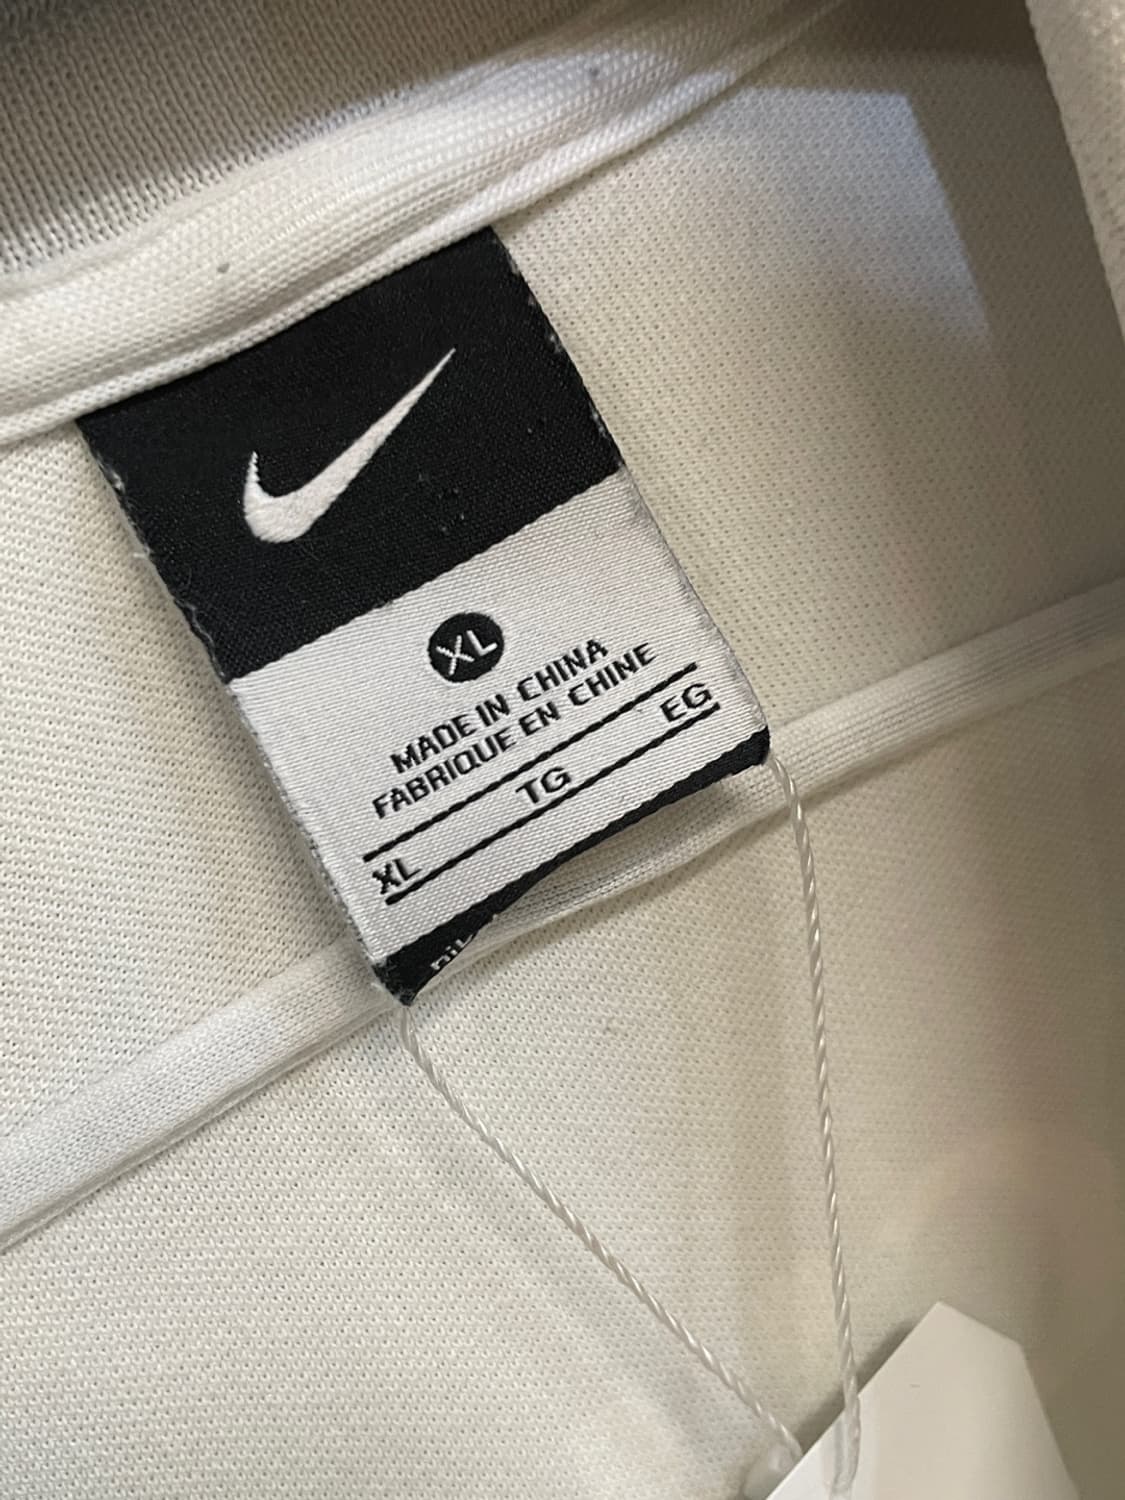 XL
MADE IN CHINA
FABRIQUE EN CHINE
XL TG EG